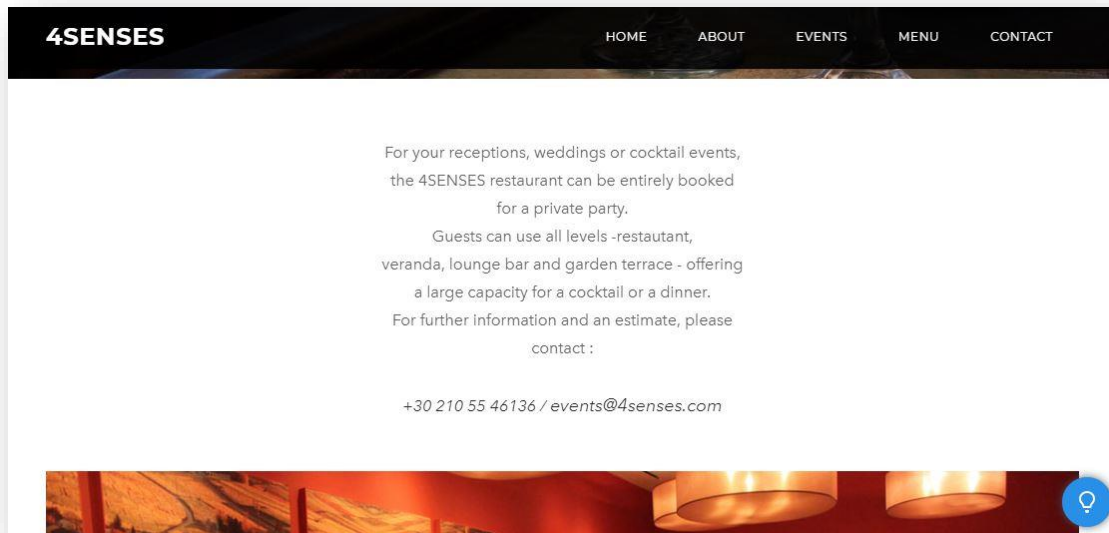 4SENSES
HOME ABOUT EVENTS MENU CONTACT
For your receptions, weddings or cocktail events,
the 4SENSES restaurant can be entirely booked
for a private party.
Guests can use all levels -restautant,
veranda, lounge bar and garden terrace - offering
a large capacity for a cocktail or a dinner.
For further information and an estimate, please
contact :
+30 210 55 46136 / events@4senses.com